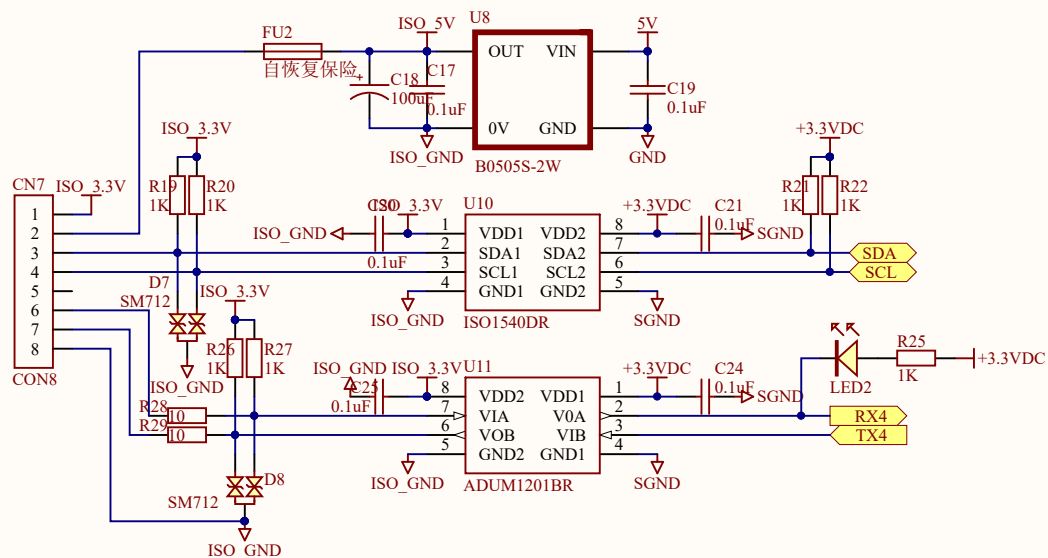 ISO_5V
U8
5V
FU2
自恢复保险
OUT
VIN
+
C18
100uF
C17
0.1uF
C19
0.1uF
0V
GND
ISO_GND
B0505S-2W
GND
ISO_3.3V
+3.3VDC
CN7
ISO_3.3V
R19
1K
R20
1K
R21
1K
R22
1K
1
2
3
4
5
6
7
8
CON8
C20
0.1uF
ISO_3.3V
ISO_GND
U10
+3.3VDC
C21
0.1uF
SGND
1 VDD1 VDD2 8
2 SDA1 SDA2 7
3 SCL1 SCL2 6
4 GND1 GND2 5
SDA
SCL
D7
SM712
ISO_3.3V
ISO_GND
ISO1540DR
SGND
ISO_GND
R26
1K
R27
1K
ISO_GND
ISO_3.3V
C25
0.1uF
U11
+3.3VDC
C24
0.1uF
SGND
LED2
R25
1K
+3.3VDC
8 VDD2 VDD1 1
7 VIA V0A 2
6 VOB VIB 3
5 GND2 GND1 4
RX4
TX4
R28
10
R29
10
ISO_GND
ADUM1201BR
SGND
D8
SM712
ISO_GND